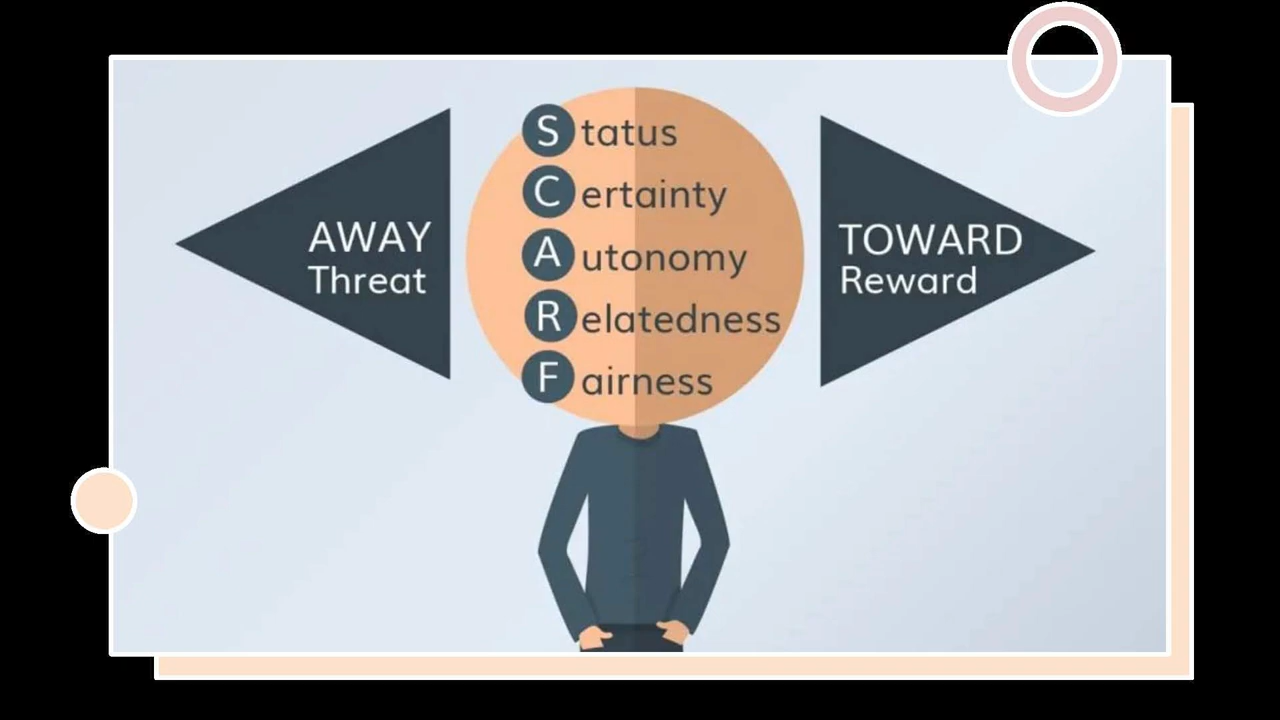 AWAY
Threat
Status
Certainty
Autonomy
Relatedness
Fairness
TOWARD
Reward